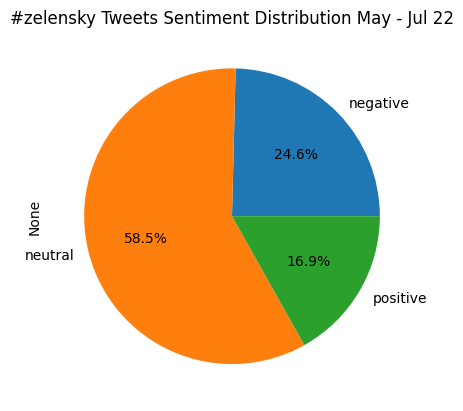 #zelensky Tweets Sentiment Distribution May - Jul 22
negative
24.6%
None
58.5%
neutral
16.9%
positive